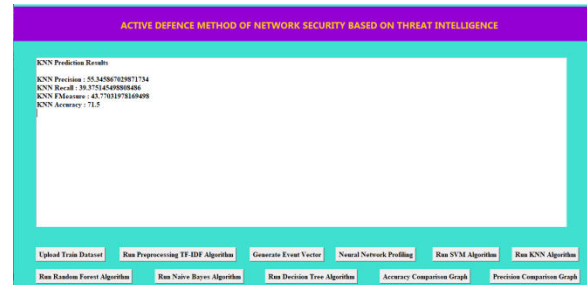 ACTIVE DEFENCE METHOD OF NETWORK SECURITY BASED ON THREAT INTELLIGENCE
KNN Prediction Results
KNN Precision : 55.345867029871734
KNN Recall : 39.375145498808486
KNN FMeasure : 43.77031978169498
KNN Accuracy : 71.5
Upload Train Dataset Run Preprocessing TF-IDF Algorithm Generate Event Vector Neural Network Profiling Run SVM Algorithm Run KNN Algorithm
Run Random Forest Algorithm Run Naive Bayes Algorithm Run Decision Tree Algorithm Accuracy Comparison Graph Precision Comparison Graph